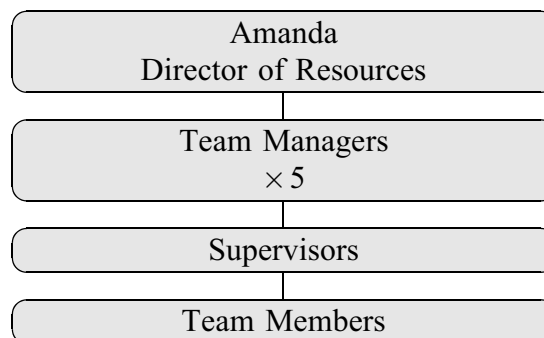 Amanda
Director of Resources
Team Managers
× 5
Supervisors
Team Members